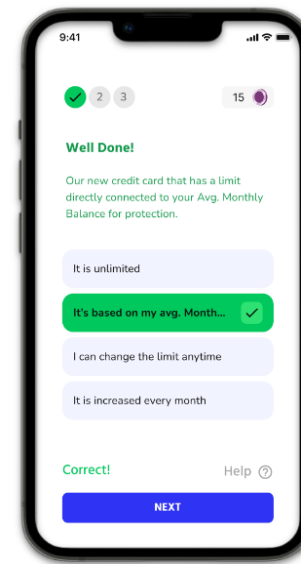 9:41
2 3
15
Well Done!
Our new credit card that has a limit
directly connected to your Avg. Monthly
Balance for protection.
It is unlimited
It's based on my avg. Month...
I can change the limit anytime
It is increased every month
Correct!
Help ?
NEXT